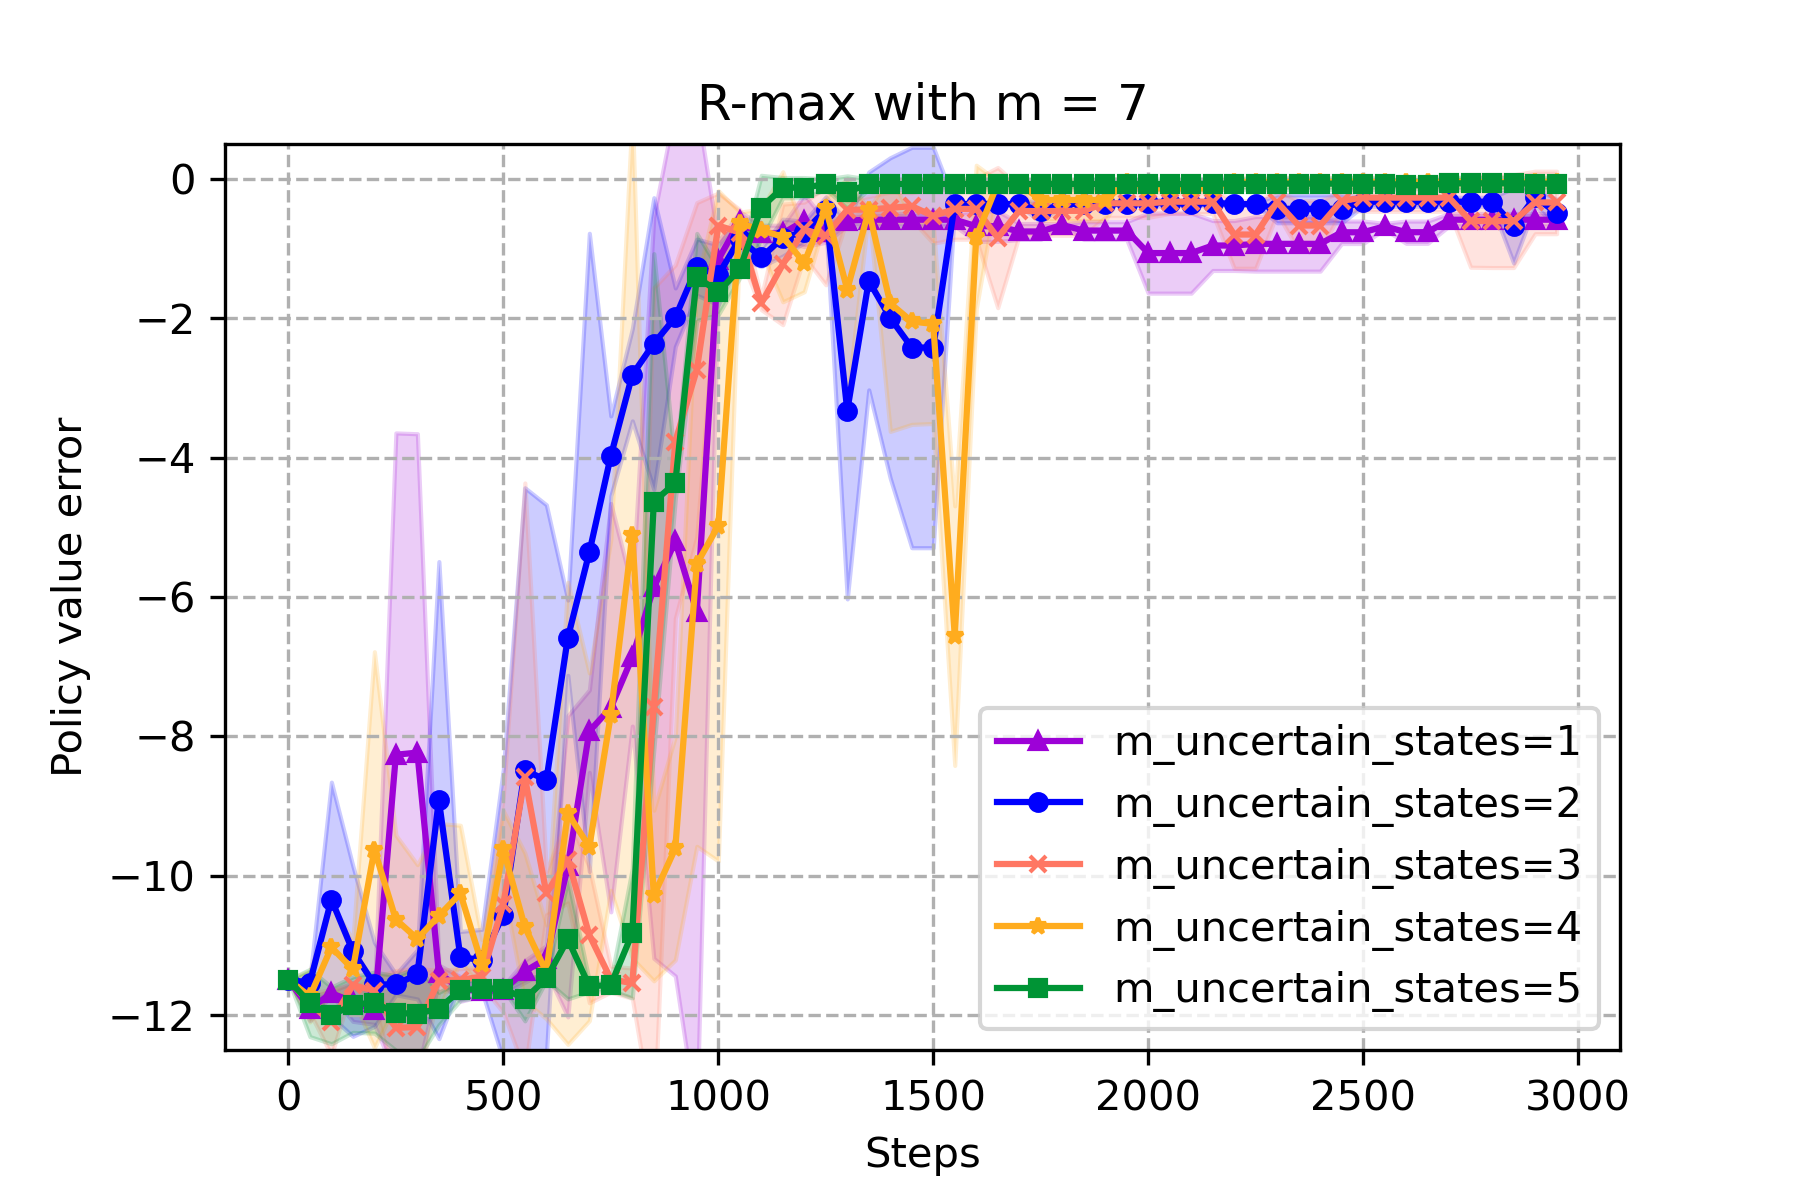 R-max with m = 7
Policy value error
0
−2
−4
−6
−8
−10
−12
m_uncertain_states=1
m_uncertain_states=2
m_uncertain_states=3
m_uncertain_states=4
m_uncertain_states=5
0 500 1000 1500 2000 2500 3000
Steps